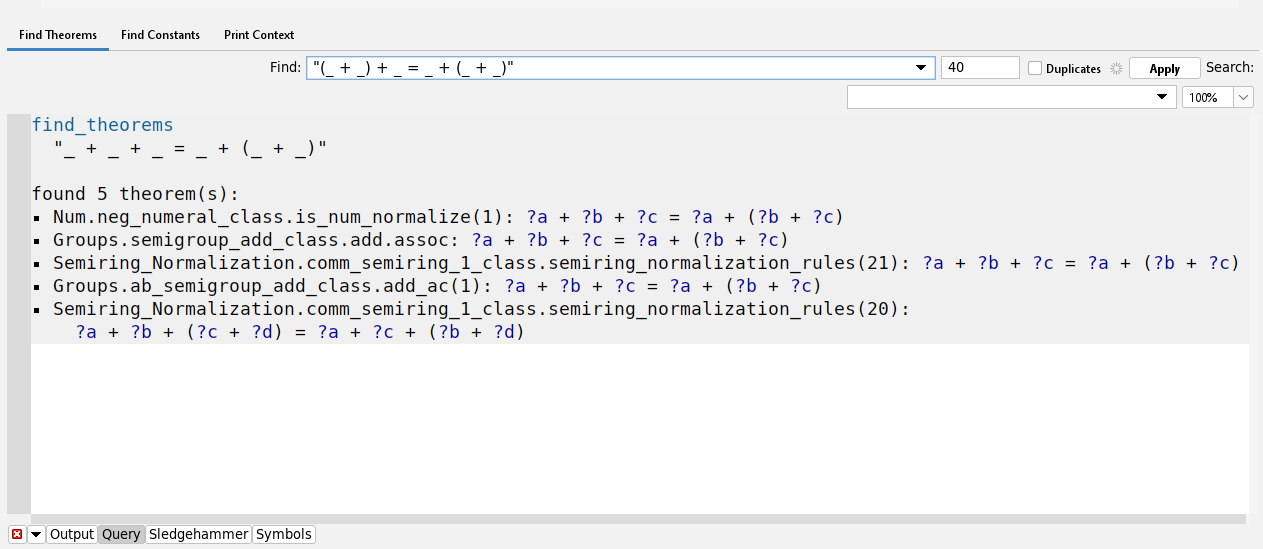 Find Theorems Find Constants Print Context
Find: "(_ + _) + _ = _ + (_ + _)" 40 Duplicates Apply Search:
100%
find_theorems
"_ + _ + _ = _ + (_ + _)"
found 5 theorem(s):
▪ Num.neg_numeral_class.is_num_normalize(1): ?a + ?b + ?c = ?a + (?b + ?c)
▪ Groups.semigroup_add_class.add.assoc: ?a + ?b + ?c = ?a + (?b + ?c)
▪ Semiring_Normalization.comm_semiring_1_class.semiring_normalization_rules(21): ?a + ?b + ?c = ?a + (?b + ?c)
▪ Groups.ab_semigroup_add_class.add_ac(1): ?a + ?b + ?c = ?a + (?b + ?c)
▪ Semiring_Normalization.comm_semiring_1_class.semiring_normalization_rules(20):
?a + ?b + (?c + ?d) = ?a + ?c + (?b + ?d)
Output Query Sledgehammer Symbols